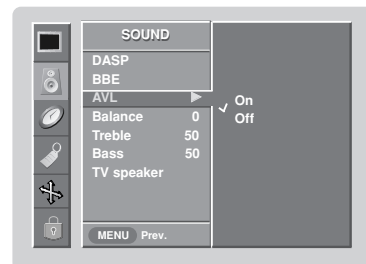 SOUND
DASP
BBE
AVL
Balance 0
Treble 50
Bass 50
TV speaker
On
Off
MENU Prev.